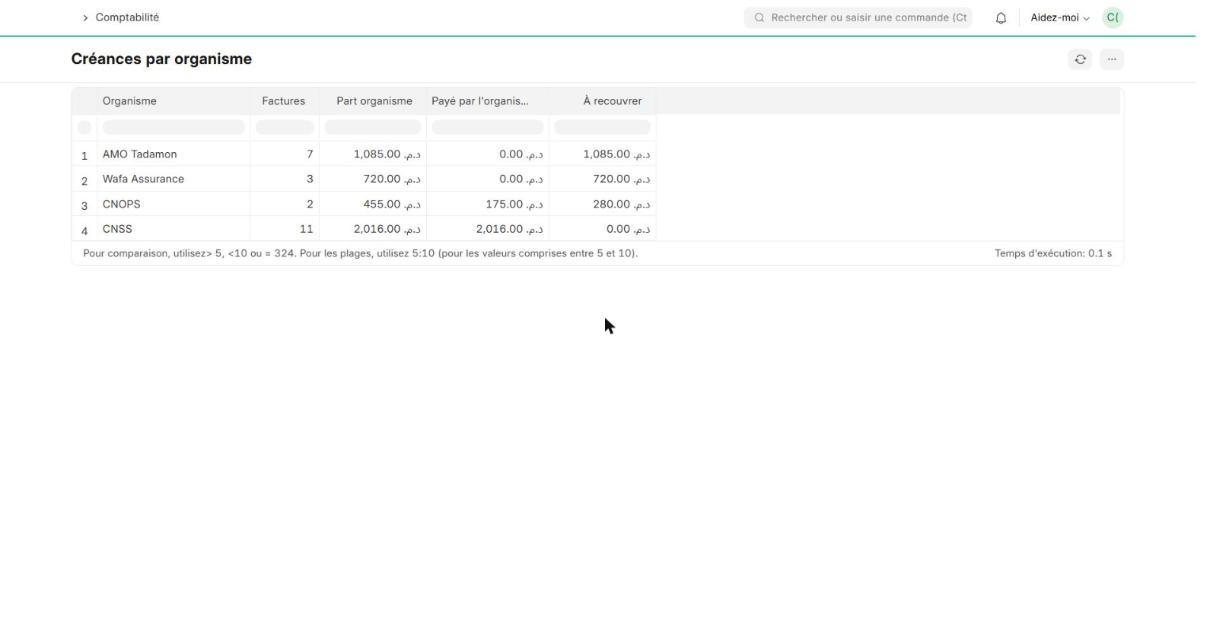 Comptabilité
Rechercher ou saisir une commande (Ct
Aidez-moi
C(
Créances par organisme
Organisme Factures Part organisme Payé par l'organis... À recouvrer
1 AMO Tadamon 7 1,085.00 د.م. 0.00 د.م. 1,085.00 د.م.
2 Wafa Assurance 3 720.00 د.م. 0.00 د.م. 720.00 د.م.
3 CNOPS 2 455.00 د.م. 175.00 د.م. 280.00 د.م.
4 CNSS 11 2,016.00 د.م. 2,016.00 د.م. 0.00 د.م.
Pour comparaison, utilisez> 5, <10 ou = 324. Pour les plages, utilisez 5:10 (pour les valeurs comprises entre 5 et 10). Temps d'exécution: 0.1 s